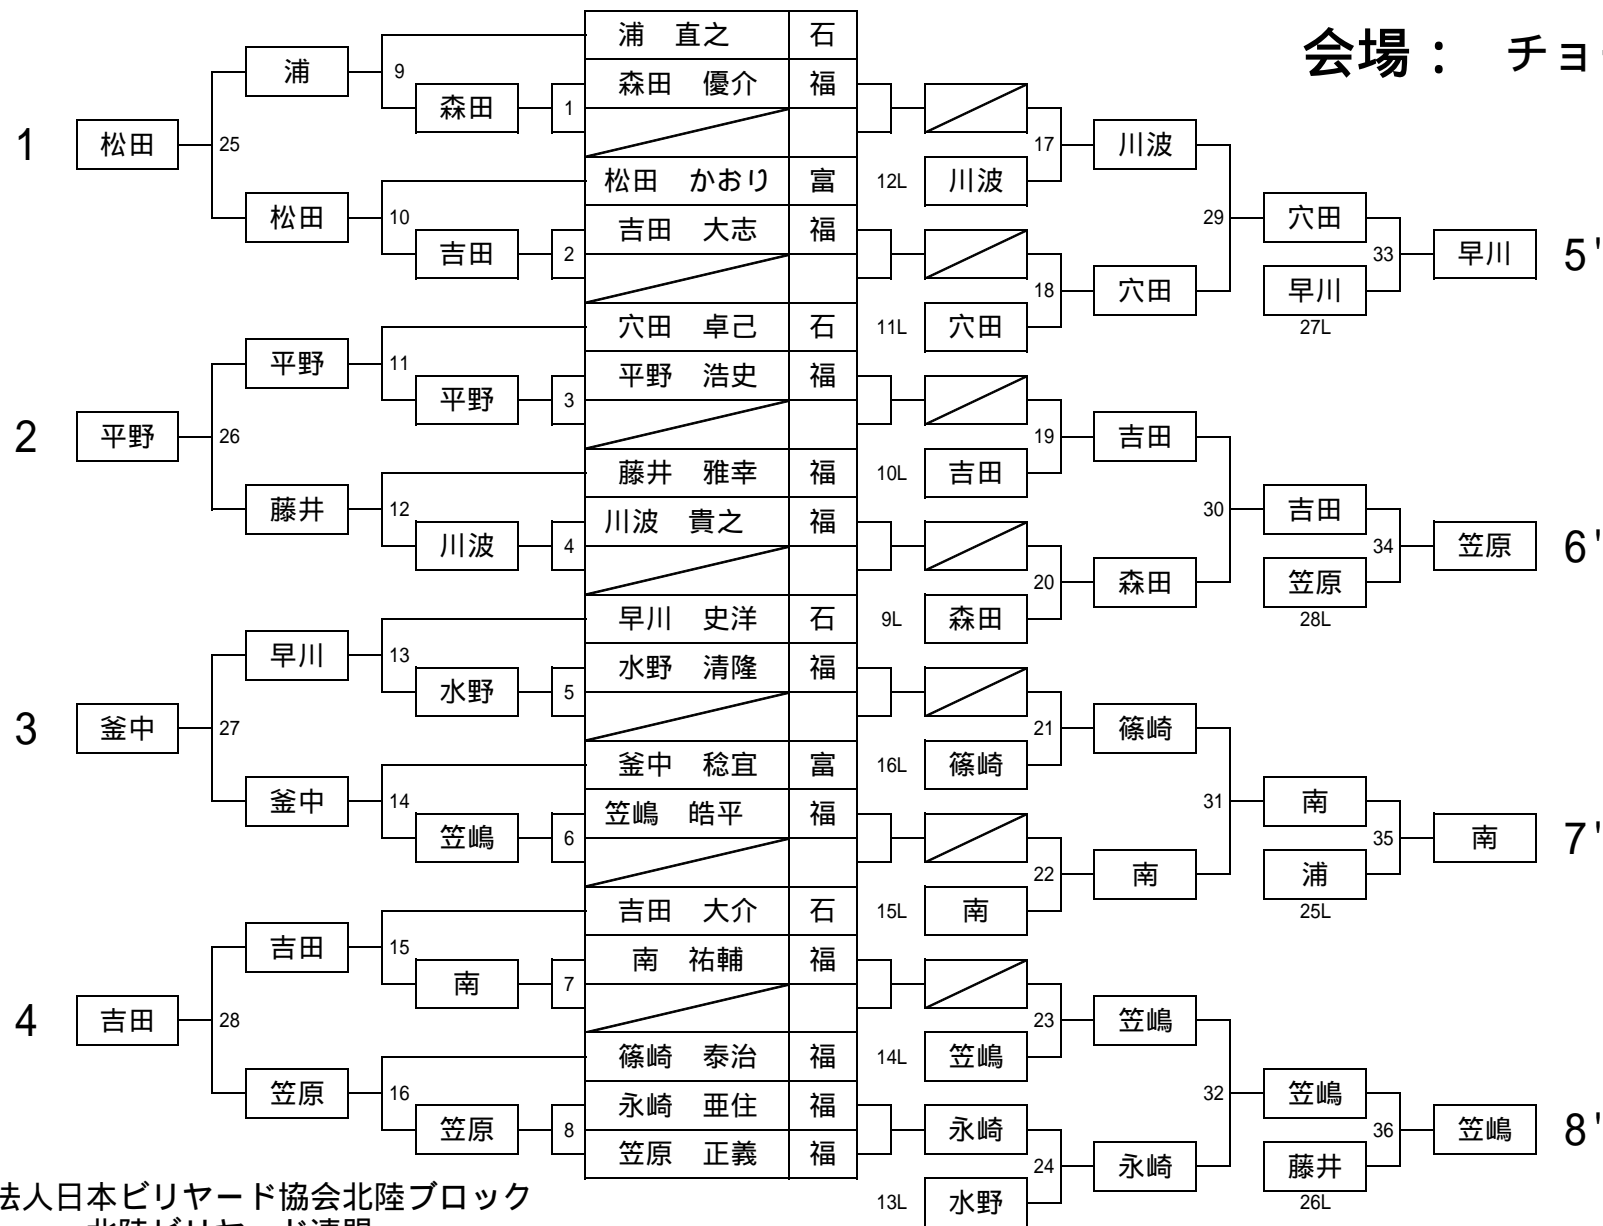 会場： チョ
浦 直之 石
浦
9
森田 優介 福
森田
1
1
松田
25
17
川波
松田 かおり 富
12L
川波
松田
10
29
穴田
吉田 大志 福
吉田
2
33
早川
5'
18
穴田
早川
穴田 卓己 石
11L
穴田
27L
平野
11
平野 浩史 福
平野
3
2
平野
26
19
吉田
藤井 雅幸 福
10L
吉田
藤井
12
30
吉田
川波 貴之 福
川波
4
34
笠原
6'
20
森田
笠原
早川 史洋 石
9L
森田
28L
早川
13
水野 清隆 福
水野
5
3
釜中
27
21
篠崎
釜中 稔宜 富
16L
篠崎
釜中
14
31
南
笠嶋 皓平 福
笠嶋
6
35
南
7'
22
南
浦
吉田 大介 石
15L
南
25L
吉田
15
南 祐輔 福
南
7
4
吉田
28
23
笠嶋
篠崎 泰治 福
14L
笠嶋
笠原
16
32
笠嶋
永崎 亜住 福
笠原
8
永崎
36
笠嶋
8'
笠原 正義 福
24
永崎
藤井
13L
水野
26L
法人日本ビリヤード協会北陸ブロック
北陸ビリヤード連盟